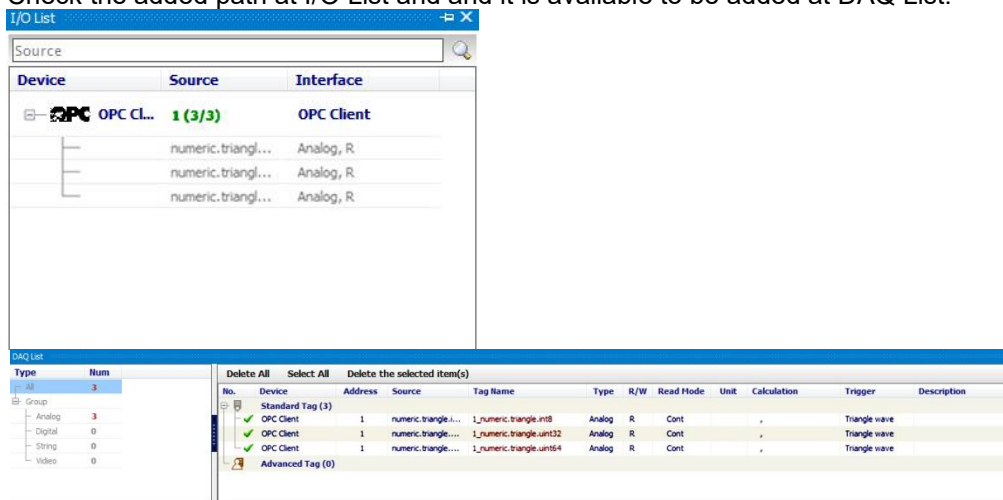 Check the added path at I/O List and and it is available to be added at DAQ List.
I/O List
Source
Device Source Interface
OPC OPC Cl... 1 (3/3) OPC Client
numeric.triangl... Analog, R
numeric.triangl... Analog, R
numeric.triangl... Analog, R
DAQ List
Type Num
All 3
Group
Analog 3
Digital 0
String 0
Video 0
Delete All Select All Delete the selected item(s)
No. Device Address Source Tag Name Type R/W Read Mode Unit Calculation Trigger Description
Standard Tag (3)
OPC Client 1 numeric.triangle.i... 1_numeric.triangle.int8 Analog R Cont , Triangle wave
OPC Client 1 numeric.triangle.... 1_numeric.triangle.uint32 Analog R Cont , Triangle wave
OPC Client 1 numeric.triangle.... 1_numeric.triangle.uint64 Analog R Cont , Triangle wave
Advanced Tag (0)